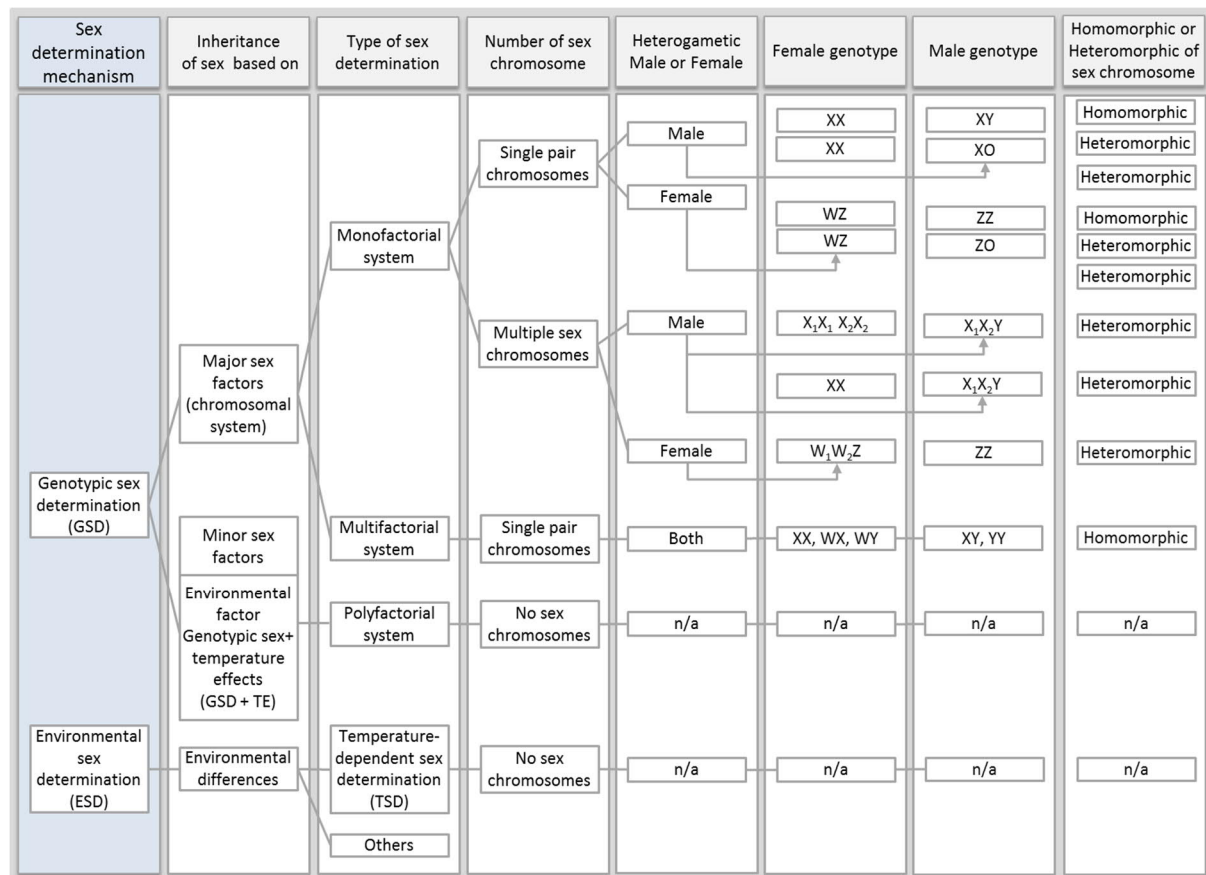 Sex
determination
mechanism
Inheritance
of sex based on
Type of sex
determination
Number of sex
chromosome
Heterogametic
Male or Female
Female genotype
Male genotype
Homomorphic or
Heteromorphic of
sex chromosome
Genotypic sex
determination
(GSD)
Environmental
sex
determination
(ESD)
Major sex
factors
(chromosomal
system)
Minor sex
factors
Environmental
factor
Genotypic sex+
temperature
effects
(GSD + TE)
Environmental
differences
Monofactorial
system
Multifactorial
system
Polyfactorial
system
Temperature-
dependent sex
determination
(TSD)
Others
Single pair
chromosomes
Multiple sex
chromosomes
Single pair
chromosomes
No sex
chromosomes
No sex
chromosomes
Male
Female
Male
Female
Both
n/a
n/a
XX
XX
WZ
WZ
X₁X₁ X₂X₂
XX
W₁W₂Z
XX, WX, WY
n/a
n/a
XY
XO
ZZ
ZO
X₁X₂Y
X₁X₂Y
ZZ
XY, YY
n/a
n/a
Homomorphic
Heteromorphic
Heteromorphic
Homomorphic
Heteromorphic
Heteromorphic
Heteromorphic
Heteromorphic
Heteromorphic
Homomorphic
n/a
n/a